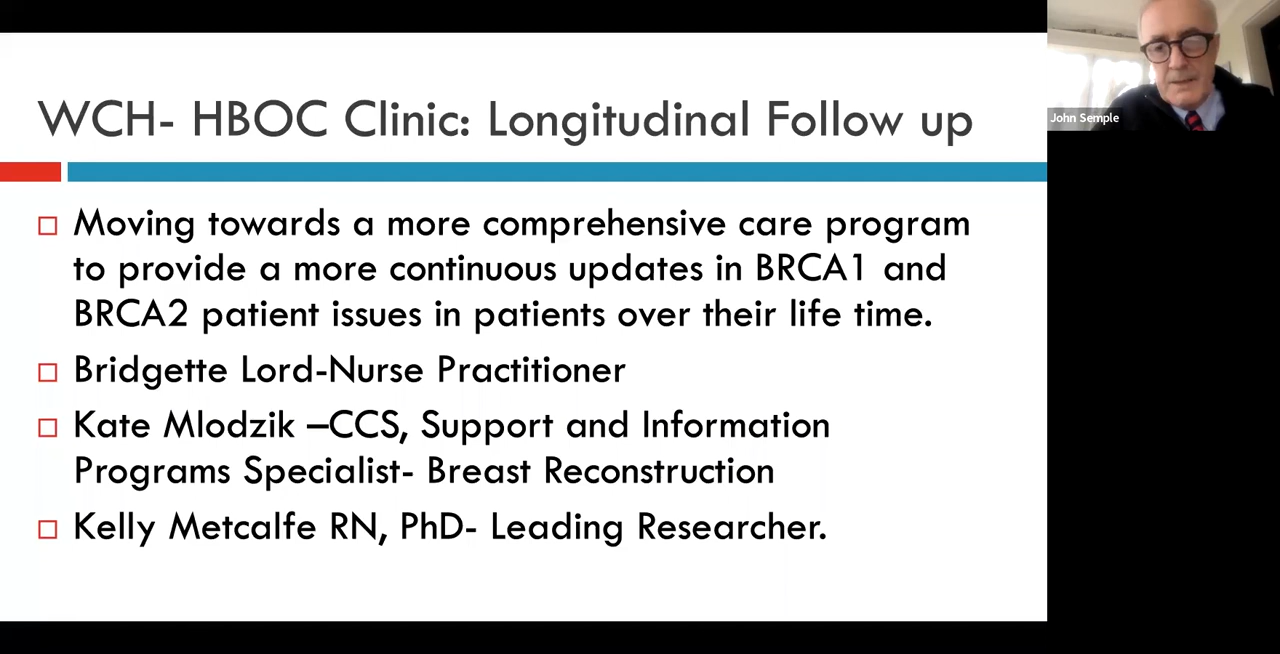 WCH- HBOC Clinic: Longitudinal Follow up
John Semple
Moving towards a more comprehensive care program
to provide a more continuous updates in BRCA1 and
BRCA2 patient issues in patients over their life time.
Bridgette Lord-Nurse Practitioner
Kate Mlodzik –CCS, Support and Information
Programs Specialist- Breast Reconstruction
Kelly Metcalfe RN, PhD- Leading Researcher.